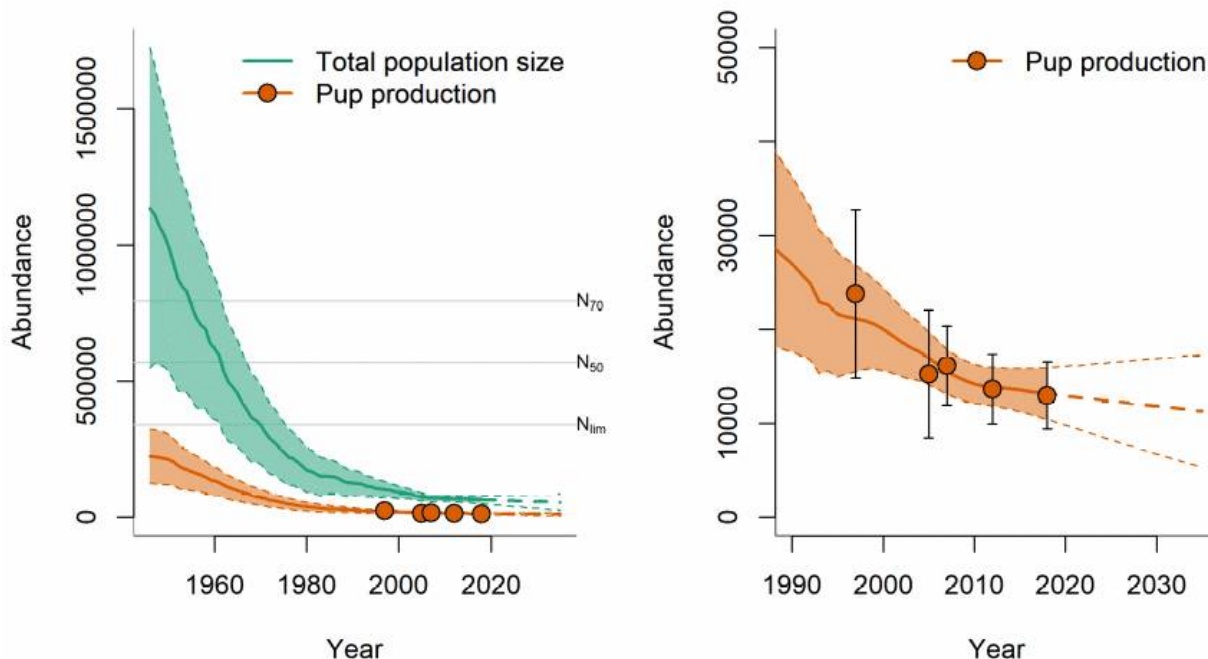 Total population size
Pup production
1500000
1000000
500000
0
Abundance
N70
N50
Nlim
1960 1980 2000 2020
Year
Pup production
50000
30000
10000
0
Abundance
1990 2000 2010 2020 2030
Year